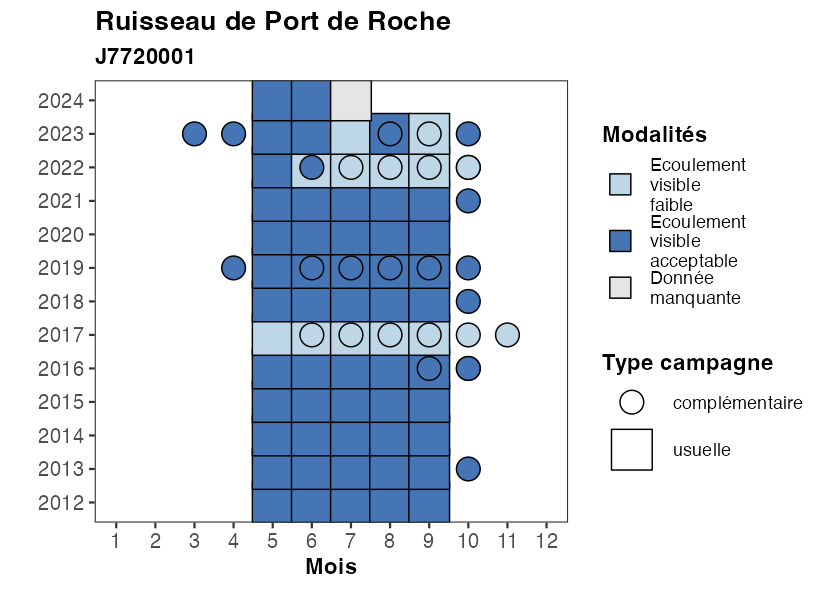 Ruisseau de Port de Roche
J7720001
2024
2023
2022
2021
2020
2019
2018
2017
2016
2015
2014
2013
2012
1 2 3 4 5 6 7 8 9 10 11 12
Mois
Modalités
Ecoulement
visible
faible
Ecoulement
visible
acceptable
Donnée
manquante
Type campagne
complémentaire
usuelle